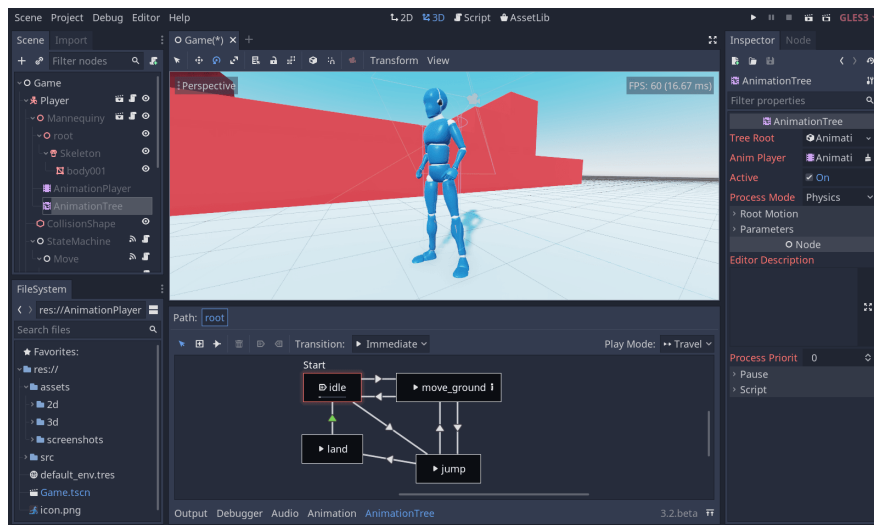 Scene Project Debug Editor Help
2D 3D Script AssetLib
GLES3
Scene Import
Filter nodes
Game
Player
Mannequiny
root
Skeleton
body001
AnimationPlayer
AnimationTree
CollisionShape
StateMachine
Move
FileSystem
res://AnimationPlayer
Search files
Favorites:
res://
assets
2d
3d
screenshots
src
default_env.tres
Game.tscn
icon.png
Game(*)
Transform View
Perspective
FPS: 60 (16.67 ms)
Path: root
Transition: Immediate
Play Mode: Travel
Start
idle
move_ground
land
jump
Output Debugger Audio Animation AnimationTree
3.2.beta
Inspector Node
AnimationTree
Filter properties
AnimationTree
Tree Root Animati
Anim Player Animati
Active On
Process Mode Physics
Root Motion
Parameters
Node
Editor Description
Process Priorit 0
Pause
Script